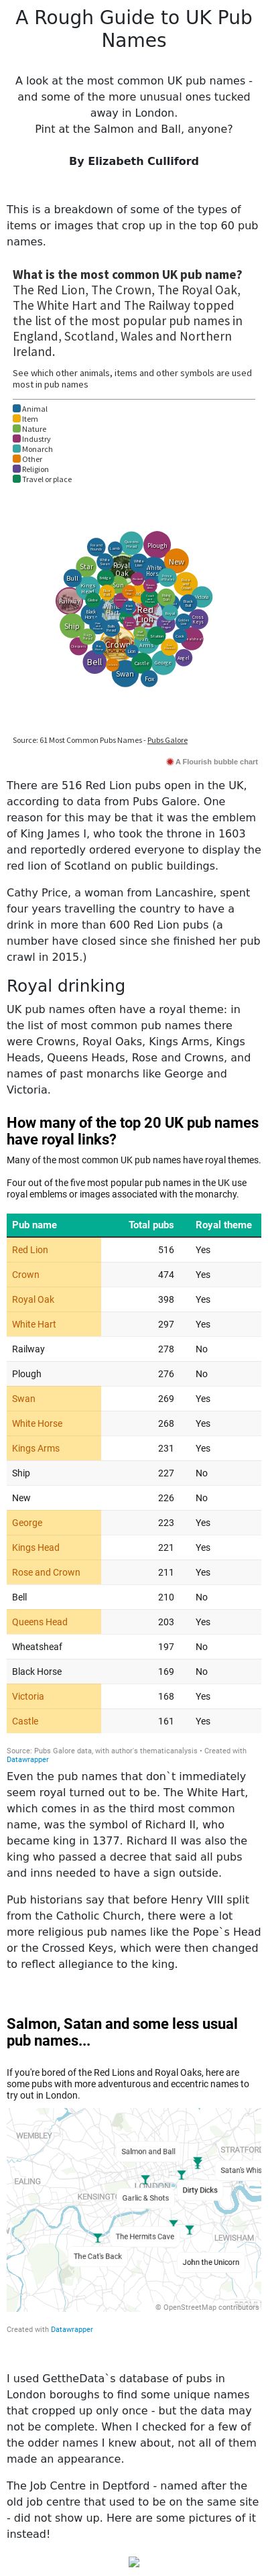 A Rough Guide to UK Pub
Names
A look at the most common UK pub names -
and some of the more unusual ones tucked
away in London.
Pint at the Salmon and Ball, anyone?
By Elizabeth Culliford
This is a breakdown of some of the types of
items or images that crop up in the top 60 pub
names.
What is the most common UK pub name?
The Red Lion, The Crown, The Royal Oak,
The White Hart and The Railway topped
the list of the most popular pub names in
England, Scotland, Wales and Northern
Ireland.
See which other animals, items and other symbols are used
most in pub names
Animal
Item
Nature
Industry
Monarch
Other
Religion
Travel or place
Plough
New
Star
Royal
Oak
White
Horse
Bull
Kings
Head
Railway
Red
Lion
Ship
Crown
Bell
Swan
Castle
George
Fox
Angel
Source: 61 Most Common Pubs Names - Pubs Galore
A Flourish bubble chart
There are 516 Red Lion pubs open in the UK,
according to data from Pubs Galore. One
reason for this may be that it was the emblem
of King James I, who took the throne in 1603
and reportedly ordered everyone to display the
red lion of Scotland on public buildings.
Cathy Price, a woman from Lancashire, spent
four years travelling the country to have a
drink in more than 600 Red Lion pubs (a
number have closed since she finished her pub
crawl in 2015.)
Royal drinking
UK pub names often have a royal theme: in
the list of most common pub names there
were Crowns, Royal Oaks, Kings Arms, Kings
Heads, Queens Heads, Rose and Crowns, and
names of past monarchs like George and
Victoria.
How many of the top 20 UK pub names
have royal links?
Many of the most common UK pub names have royal themes.
Four out of the five most popular pub names in the UK use
royal emblems or images associated with the monarchy.
Pub name Total pubs Royal theme
Red Lion 516 Yes
Crown 474 Yes
Royal Oak 398 Yes
White Hart 297 Yes
Railway 278 No
Plough 276 No
Swan 269 Yes
White Horse 268 Yes
Kings Arms 231 Yes
Ship 227 No
New 226 No
George 223 Yes
Kings Head 221 Yes
Rose and Crown 211 Yes
Bell 210 No
Queens Head 203 Yes
Wheatsheaf 197 No
Black Horse 169 No
Victoria 168 Yes
Castle 161 Yes
Source: Pubs Galore data, with author's thematicanalysis • Created with
Datawrapper
Even the pub names that don`t immediately
seem royal turned out to be. The White Hart,
which comes in as the third most common
name, was the symbol of Richard II, who
became king in 1377. Richard II was also the
king who passed a decree that said all pubs
and inns needed to have a sign outside.
Pub historians say that before Henry VIII split
from the Catholic Church, there were a lot
more religious pub names like the Pope`s Head
or the Crossed Keys, which were then changed
to reflect allegiance to the king.
Salmon, Satan and some less usual
pub names...
If you're bored of the Red Lions and Royal Oaks, here are
some pubs with more adventurous and eccentric names to
try out in London.
WEMBLEY
Salmon and Ball
STRATFORD
Satan's Whis
EALING
LONDON
Dirty Dicks
KENSINGTO
Garlic & Shots
The Hermits Cave
LEWISHAM
The Cat's Back
John the Unicorn
© OpenStreetMap contributors
Created with Datawrapper
I used GettheData`s database of pubs in
London boroughs to find some unique names
that cropped up only once - but the data may
not be complete. When I checked for a few of
the odder names I knew about, not all of them
made an appearance.
The Job Centre in Deptford - named after the
old job centre that used to be on the same site
- did not show up. Here are some pictures of it
instead!